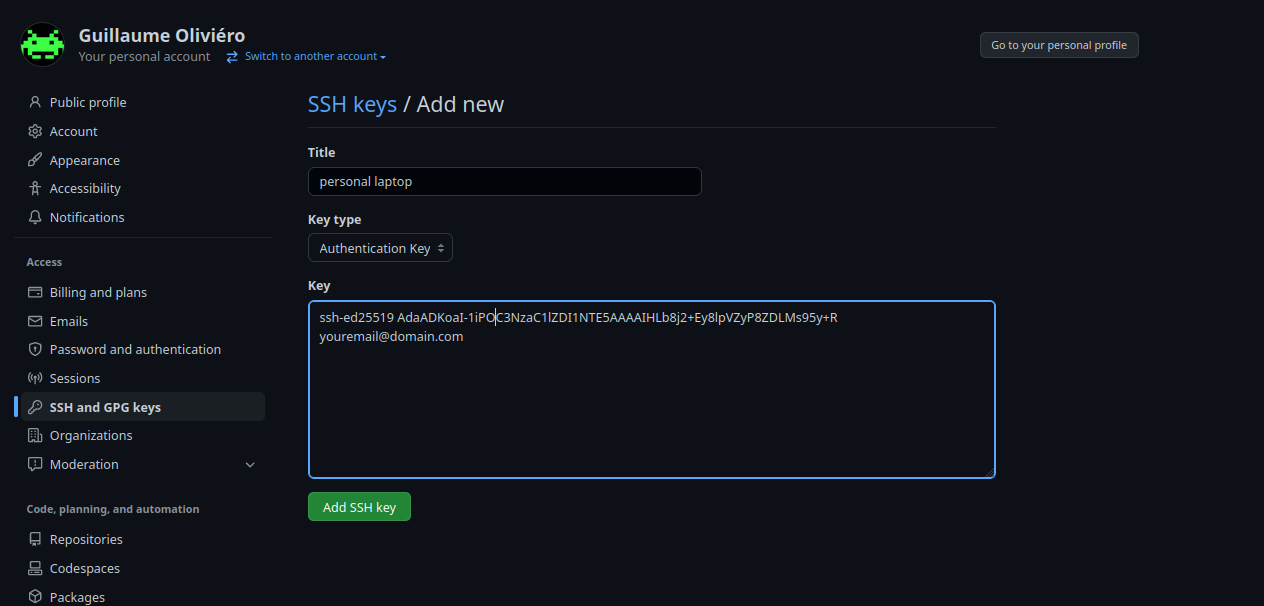 Guillaume Oliviéro
Your personal account Switch to another account
Go to your personal profile
Public profile
Account
Appearance
Accessibility
Notifications
Access
Billing and plans
Emails
Password and authentication
Sessions
SSH and GPG keys
Organizations
Moderation
Code, planning, and automation
Repositories
Codespaces
Packages
SSH keys / Add new
Title
personal laptop
Key type
Authentication Key
Key
ssh-ed25519 AdaADKoaI-1iPOC3NzaC1lZDI1NTE5AAAAIHLb8j2+Ey8lpVZyP8ZDLMs95y+R
youremail@domain.com
Add SSH key